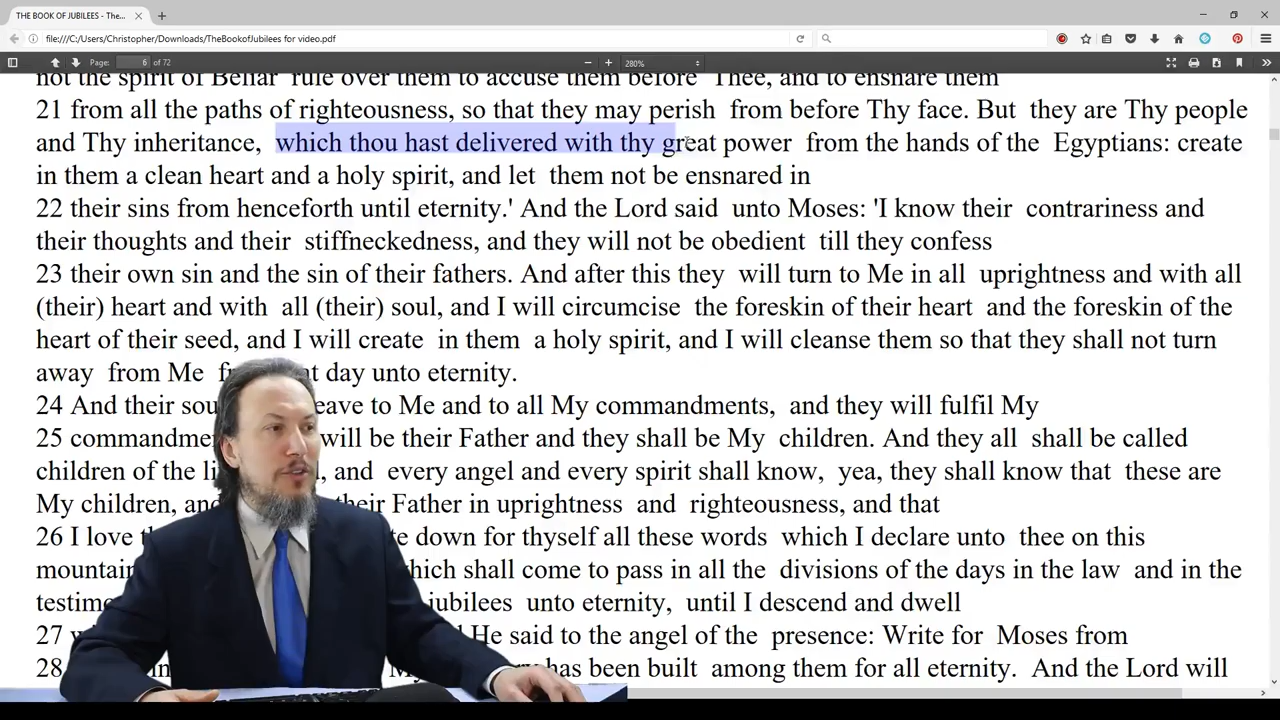 THE BOOK OF JUBILEES - The...
file:///C:/Users/Christopher/Downloads/TheBookofJubilees for video.pdf
Page: 6 of 72
280%
not the spirit of Beliar rule over them to accuse them before Thee, and to ensnare them
21 from all the paths of righteousness, so that they may perish from before Thy face. But they are Thy people
and Thy inheritance, which thou hast delivered with thy great power from the hands of the Egyptians: create
in them a clean heart and a holy spirit, and let them not be ensnared in
22 their sins from henceforth until eternity.' And the Lord said unto Moses: 'I know their contrariness and
their thoughts and their stiffneckedness, and they will not be obedient till they confess
23 their own sin and the sin of their fathers. And after this they will turn to Me in all uprightness and with all
(their) heart and with all (their) soul, and I will circumcise the foreskin of their heart and the foreskin of the
heart of their seed, and I will create in them a holy spirit, and I will cleanse them so that they shall not turn
away from Me day unto eternity.
24 And their eave to Me and to all My commandments, and they will fulfil My
25 will be their Father and they shall be My children. And they all shall be called
children of the and every angel and every spirit shall know, yea, they shall know that these are
My children, and their Father in uprightness and righteousness, and that
26 I love down for thyself all these words which I declare unto thee on this
which shall come to pass in all the divisions of the days in the law and in the
jubilees unto eternity, until I descend and dwell
27 He said to the angel of the presence: Write for Moses from
28 has been built among them for all eternity. And the Lord will